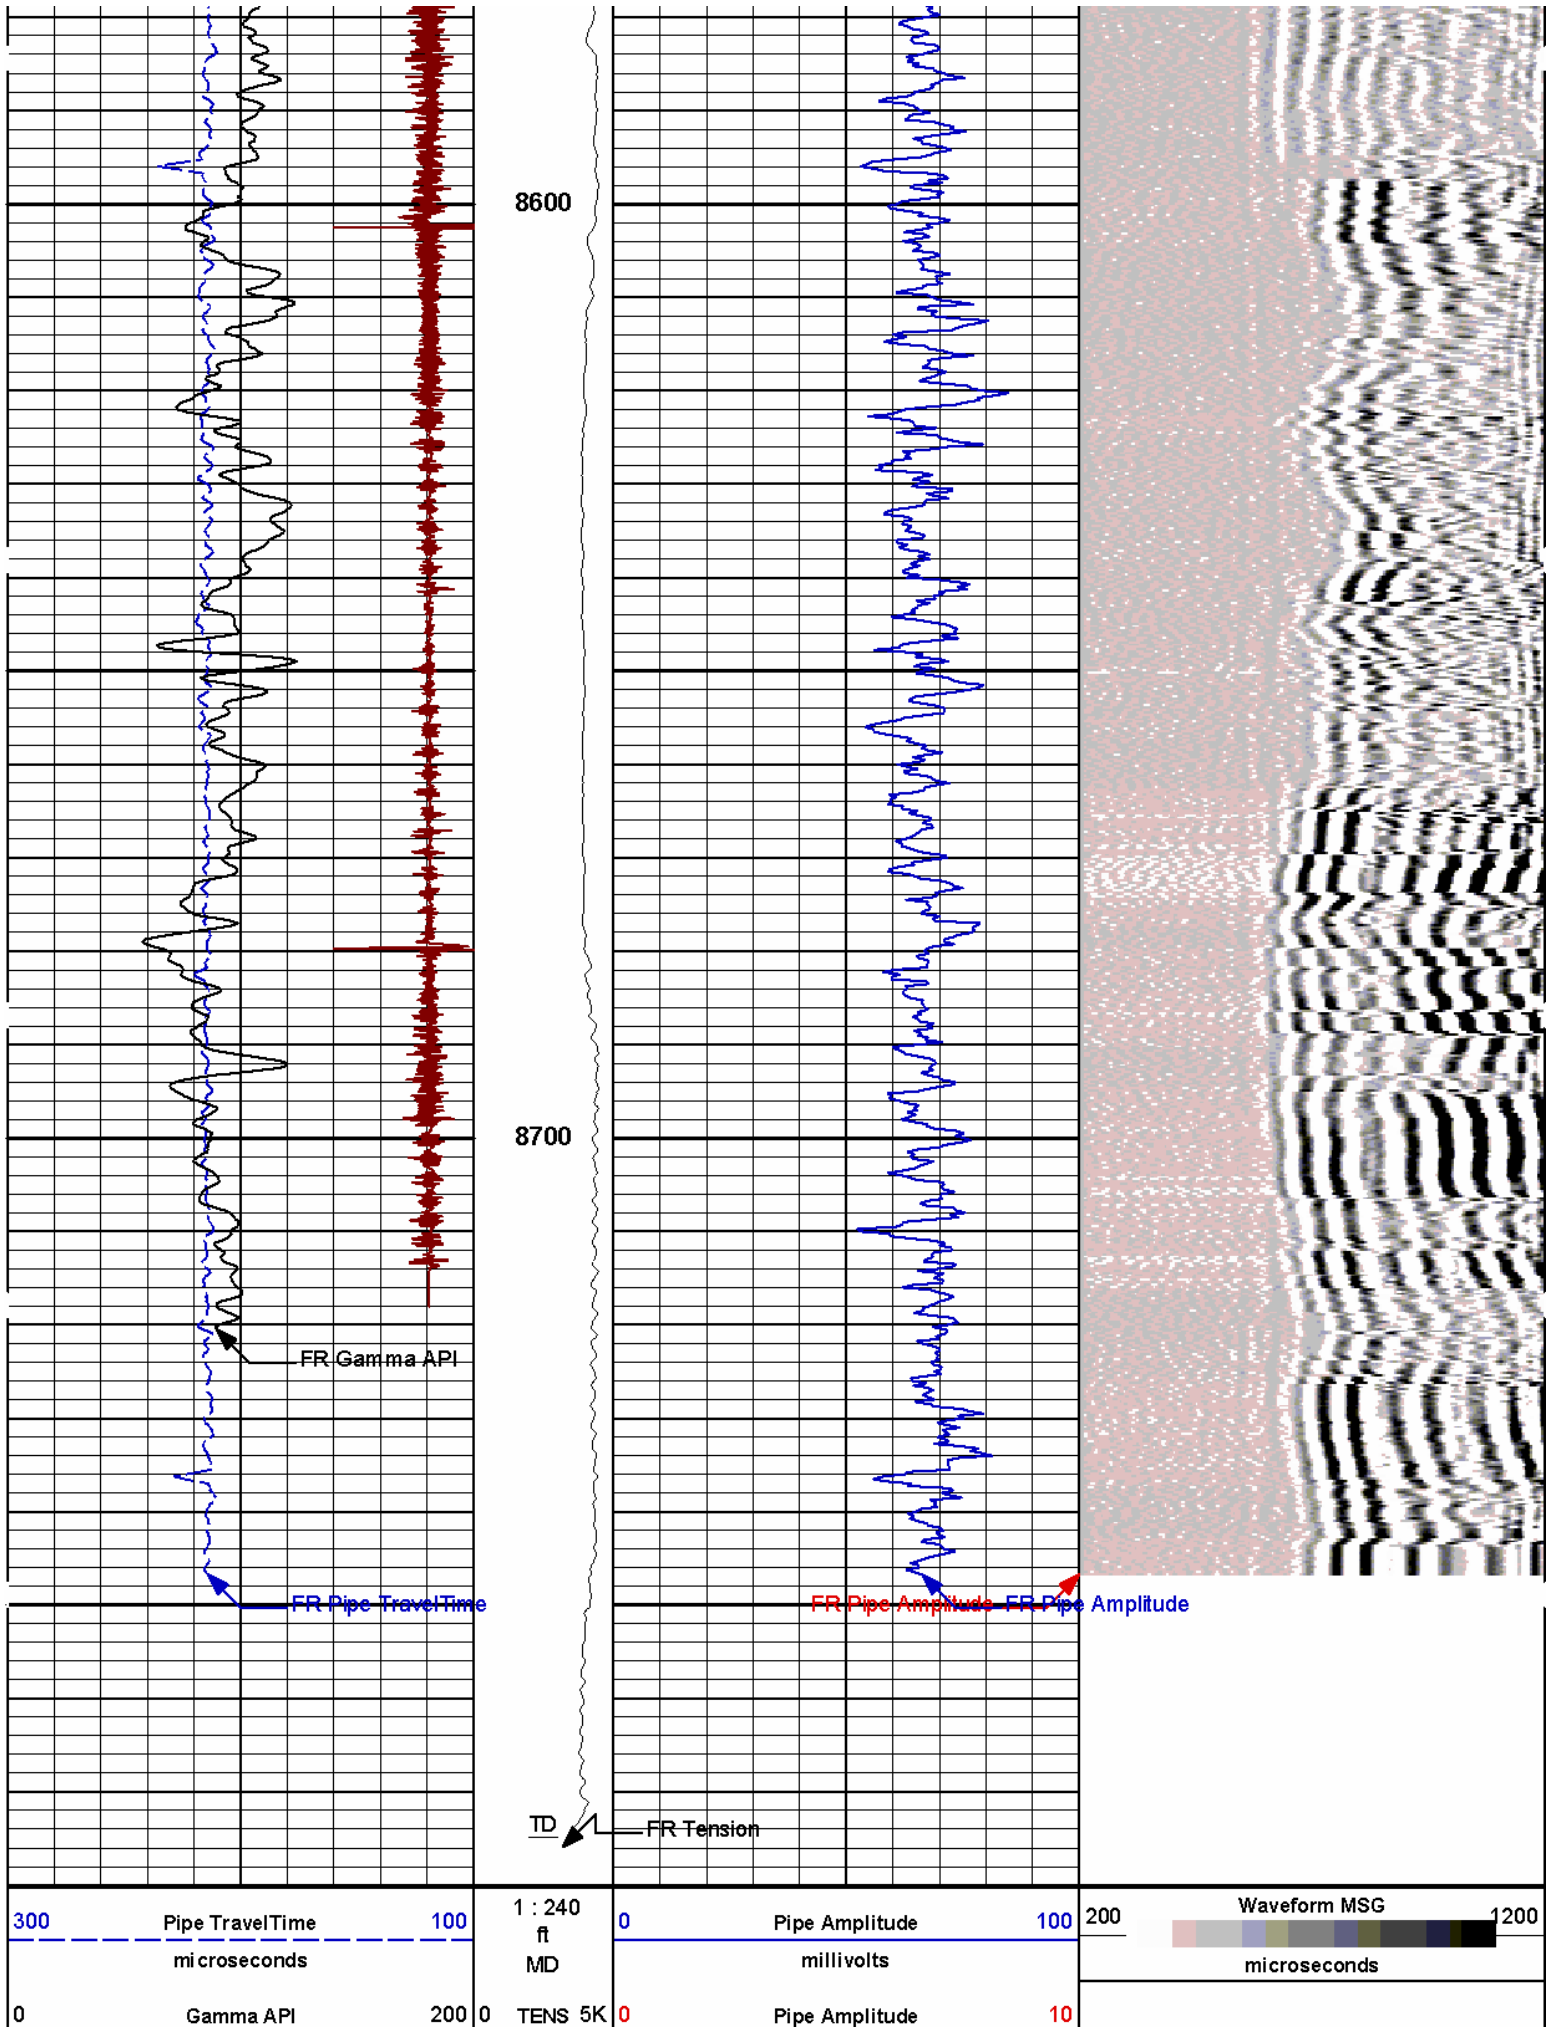 8600
8700
FR Gamma API
FR Pipe TravelTime
FR Pipe Amplitude
FR Pipe Amplitude
TD
FR Tension
300 Pipe TravelTime 100
microseconds
0 Gamma API 200
1 : 240
ft
MD
0 TENS 5K
0 Pipe Amplitude 100
millivolts
0 Pipe Amplitude 10
Waveform MSG
200 1200
microseconds